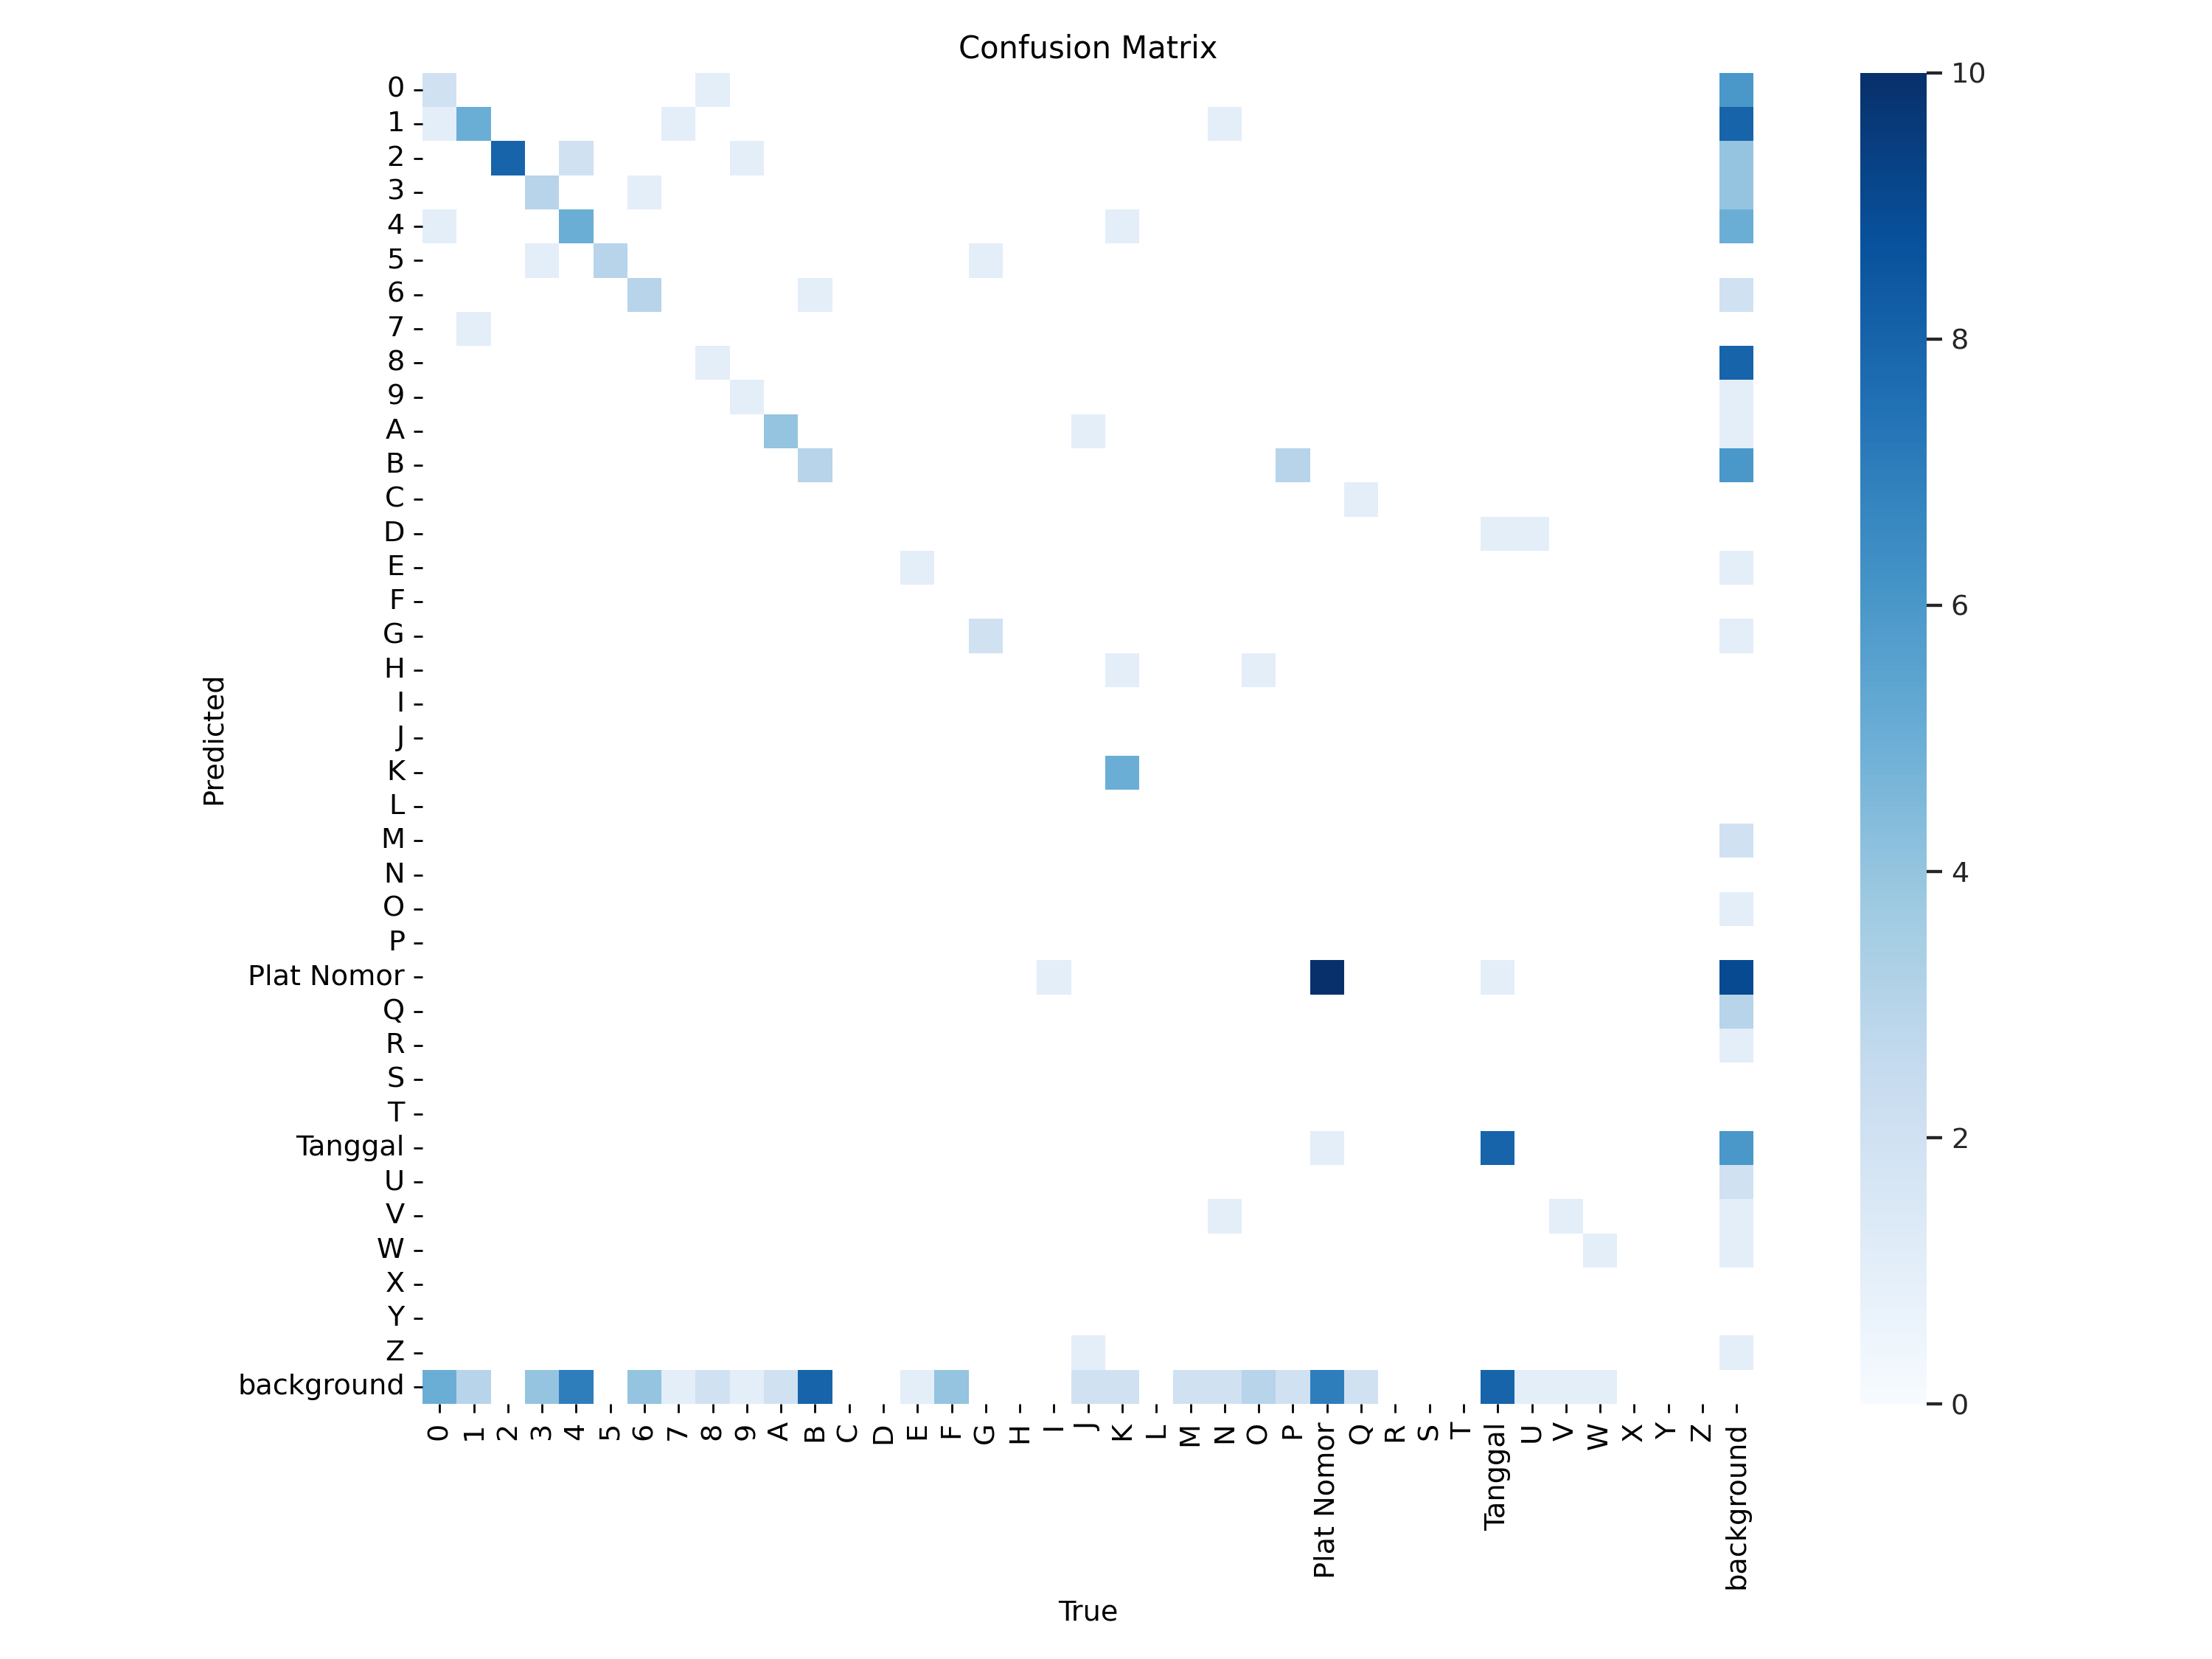 Confusion Matrix
0
1
2
3
4
5
6
7
8
9
A
B
C
D
E
F
G
H
I
J
K
L
M
N
O
P
Plat Nomor
Q
R
S
T
Tanggal
U
V
W
X
Y
Z
background
Predicted
0 1 2 3 4 5 6 7 8 9 A B C D E F G H I J K L M N O P Plat Nomor Q R S T Tanggal U V W X Y Z background
True
10
8
6
4
2
0